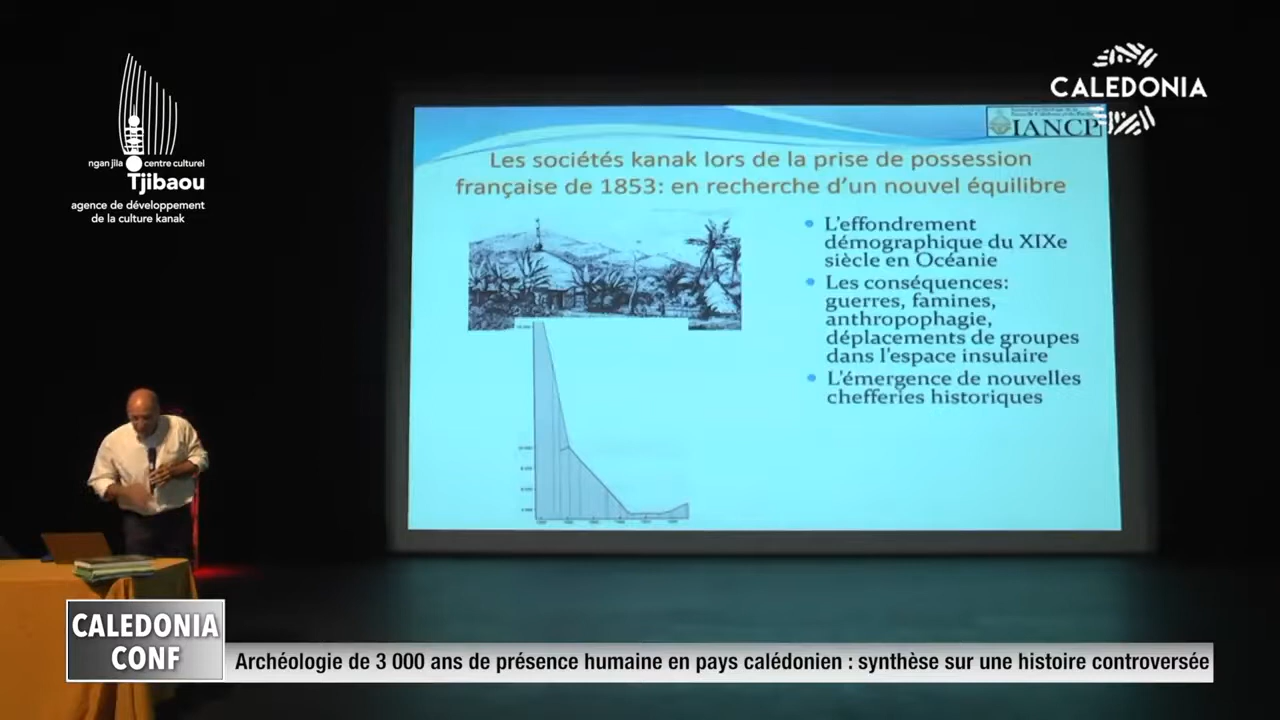 ngan jila centre culturel
Tjibaou
agence de développement
de la culture kanak
CALEDONIA
IANCP
Les sociétés kanak lors de la prise de possession
française de 1853: en recherche d'un nouvel équilibre
L'effondrement
démographique du XIXe
siècle en Océanie
Les conséquences:
guerres, famines,
anthropophagie,
déplacements de groupes
dans l'espace insulaire
L'émergence de nouvelles
chefferies historiques
CALEDONIA
CONF
Archéologie de 3 000 ans de présence humaine en pays calédonien : synthèse sur une histoire controversée